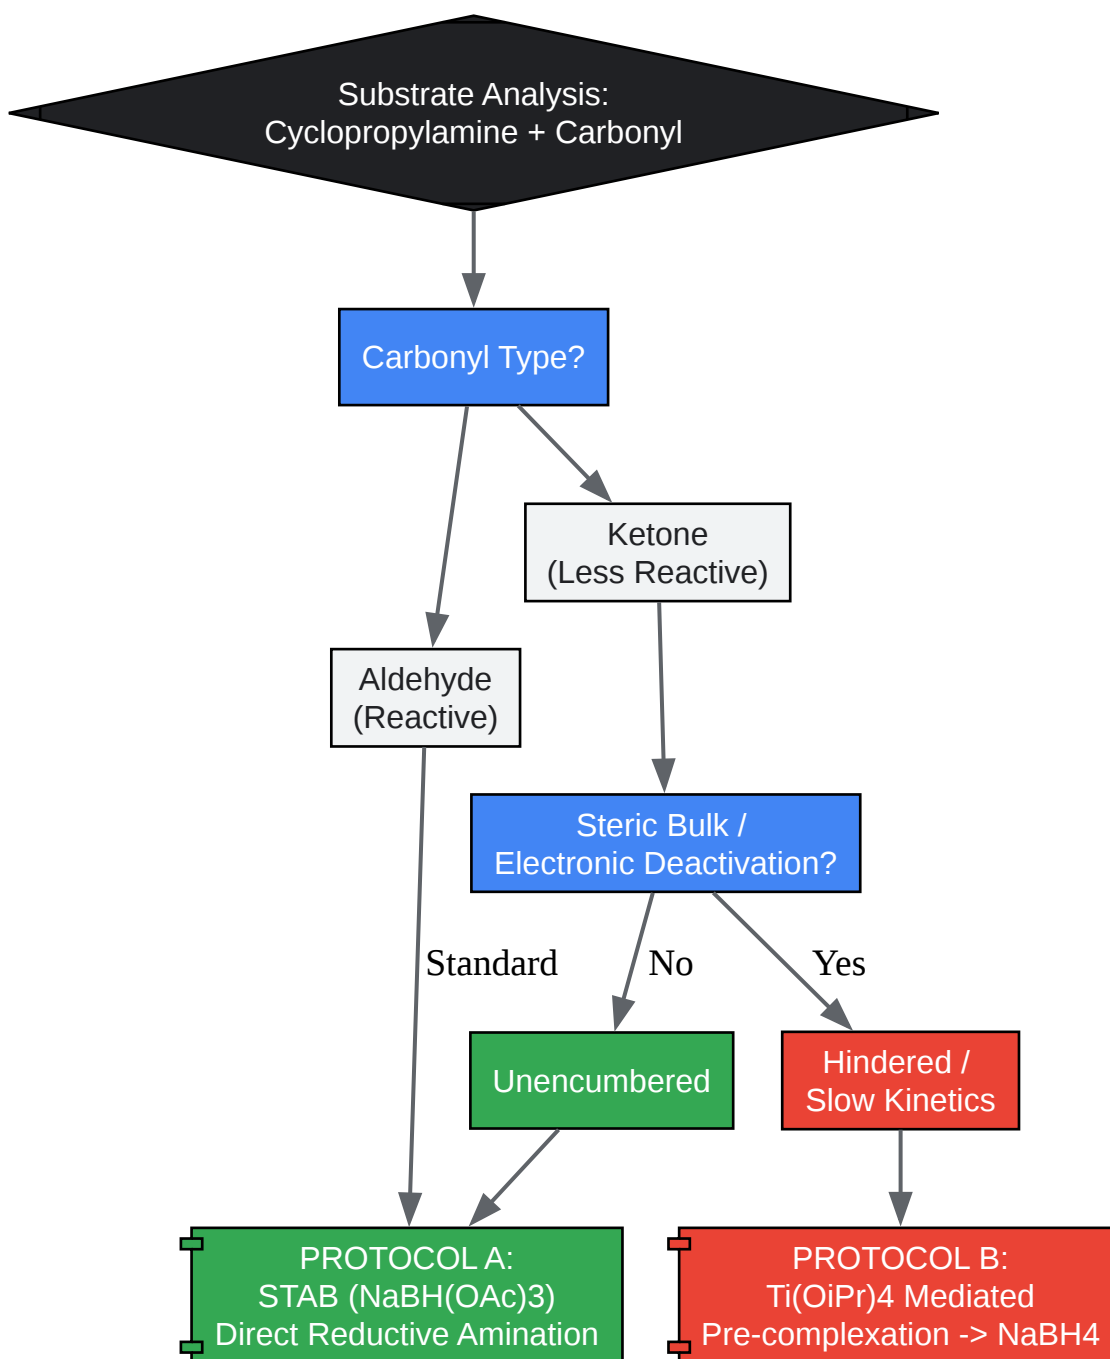 Substrate Analysis:
Cyclopropylamine + Carbonyl
Carbonyl Type?
Ketone
(Less Reactive)
Aldehyde
(Reactive)
Steric Bulk /
Electronic Deactivation?
Standard
No
Yes
Unencumbered
Hindered /
Slow Kinetics
PROTOCOL A:
STAB (NaBH(OAc)3)
Direct Reductive Amination
PROTOCOL B:
Ti(OiPr)4 Mediated
Pre-complexation -> NaBH4